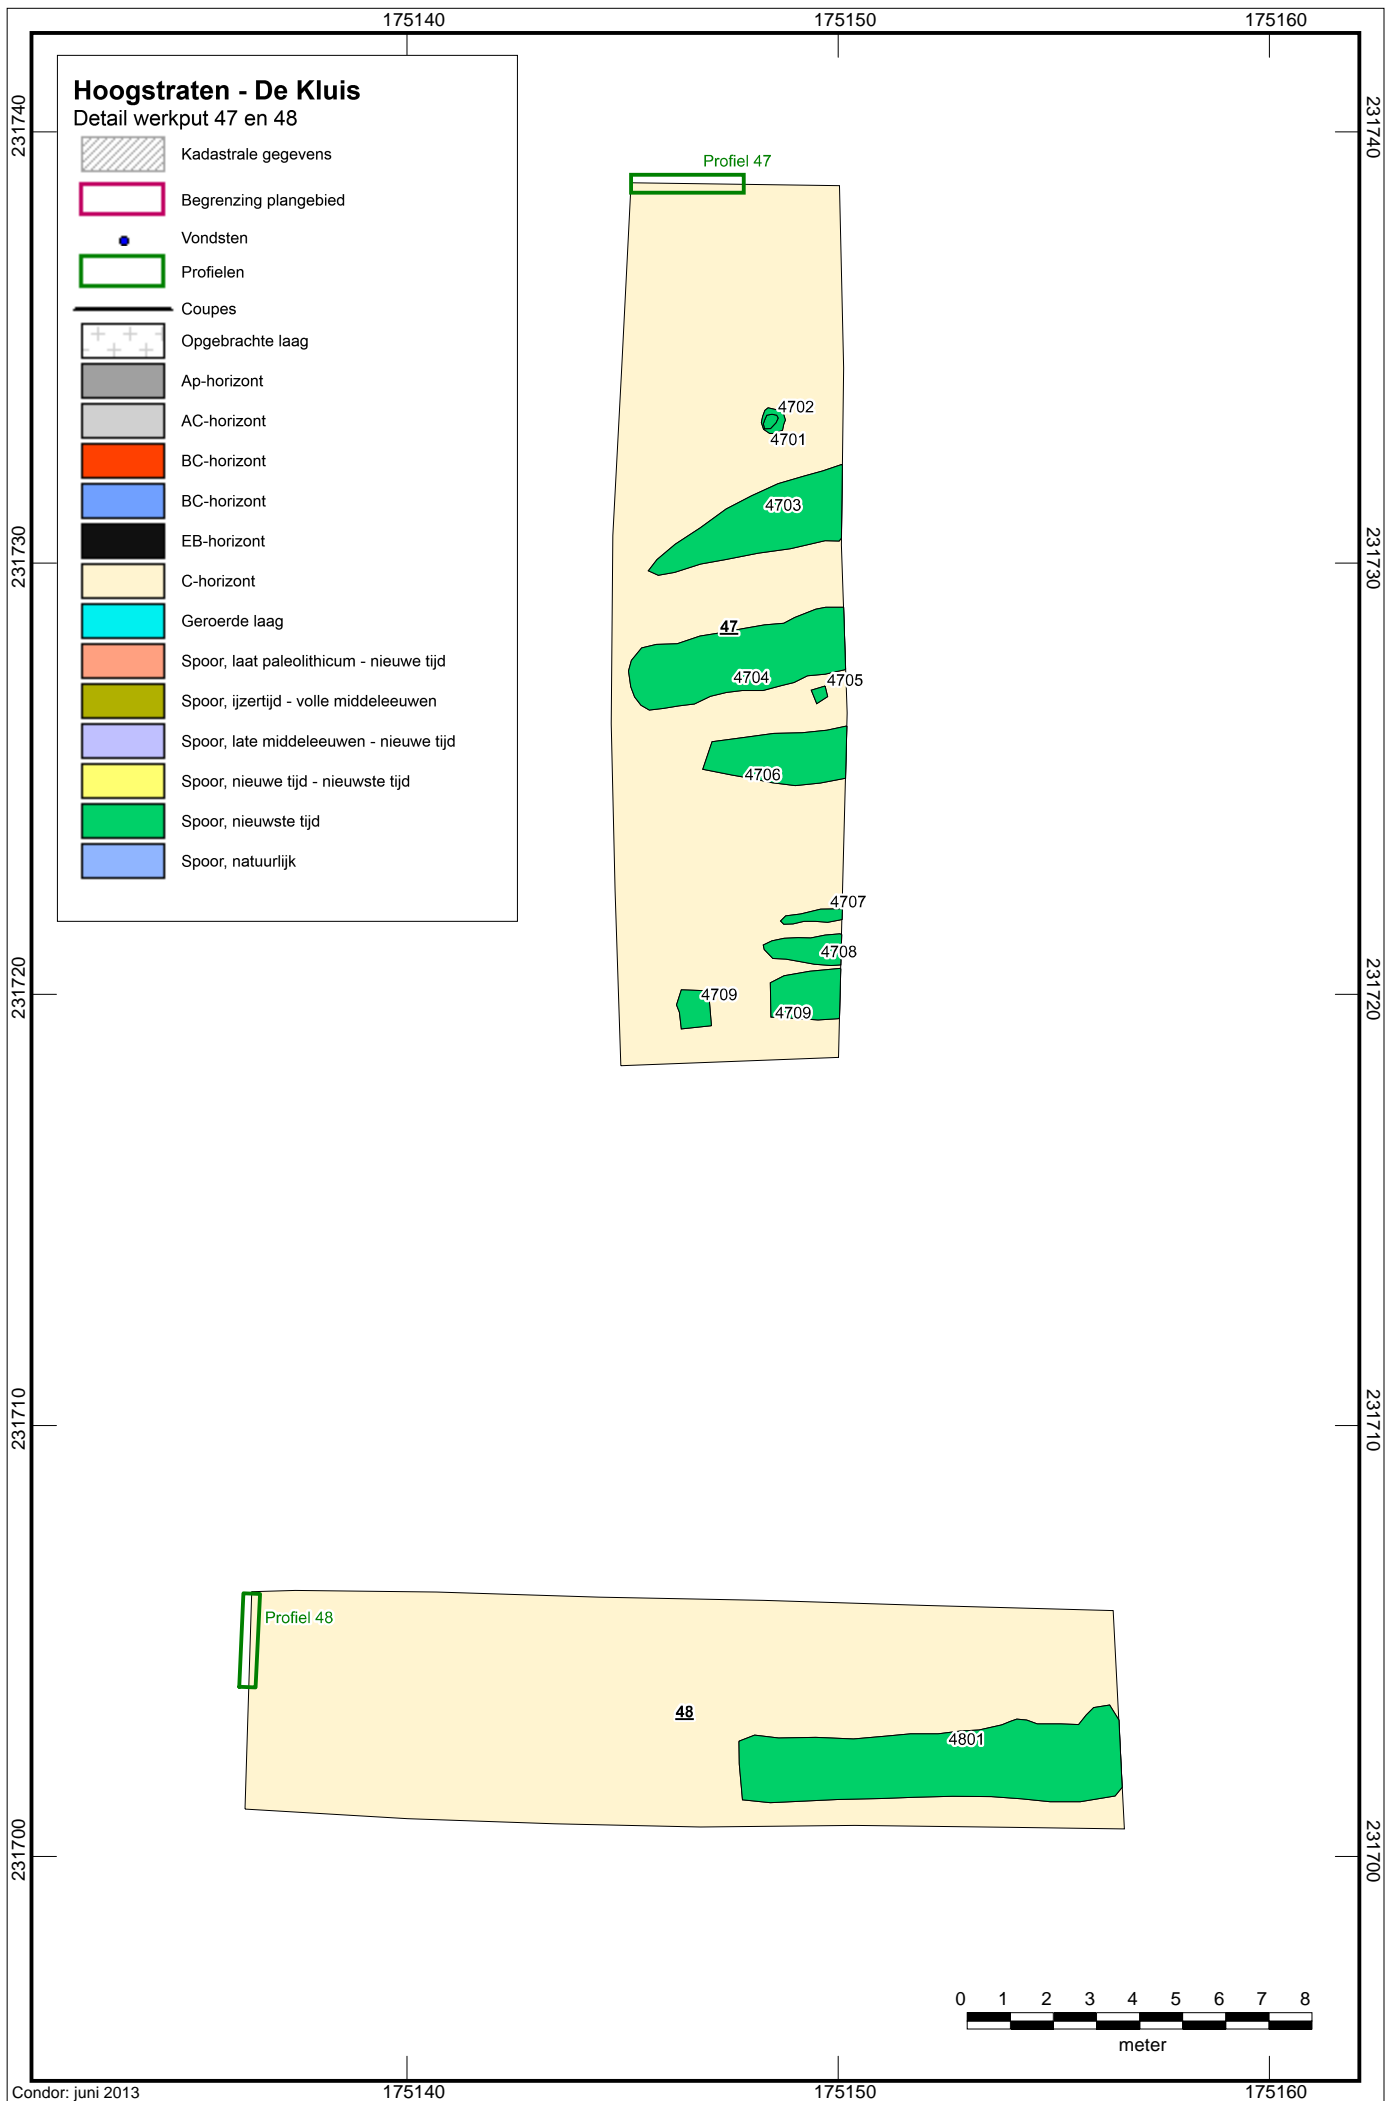 175140
175150
175160
Hoogstraten - De Kluis
Detail werkput 47 en 48
Kadastrale gegevens
Begrenzing plangebied
Vondsten
Profielen
Coupes
Opgebrachte laag
Ap-horizont
AC-horizont
BC-horizont
BC-horizont
EB-horizont
C-horizont
Geroerde laag
Spoor, laat paleolithicum - nieuwe tijd
Spoor, ijzertijd - volle middeleeuwen
Spoor, late middeleeuwen - nieuwe tijd
Spoor, nieuwe tijd - nieuwste tijd
Spoor, nieuwste tijd
Spoor, natuurlijk
231740
231740
Profiel 47
4702
4701
4703
231730
231730
47
4704
4705
4706
4707
4708
4709
4709
231720
231720
231710
231710
Profiel 48
48
4801
231700
231700
0 1 2 3 4 5 6 7 8
meter
Condor: juni 2013
175140
175150
175160